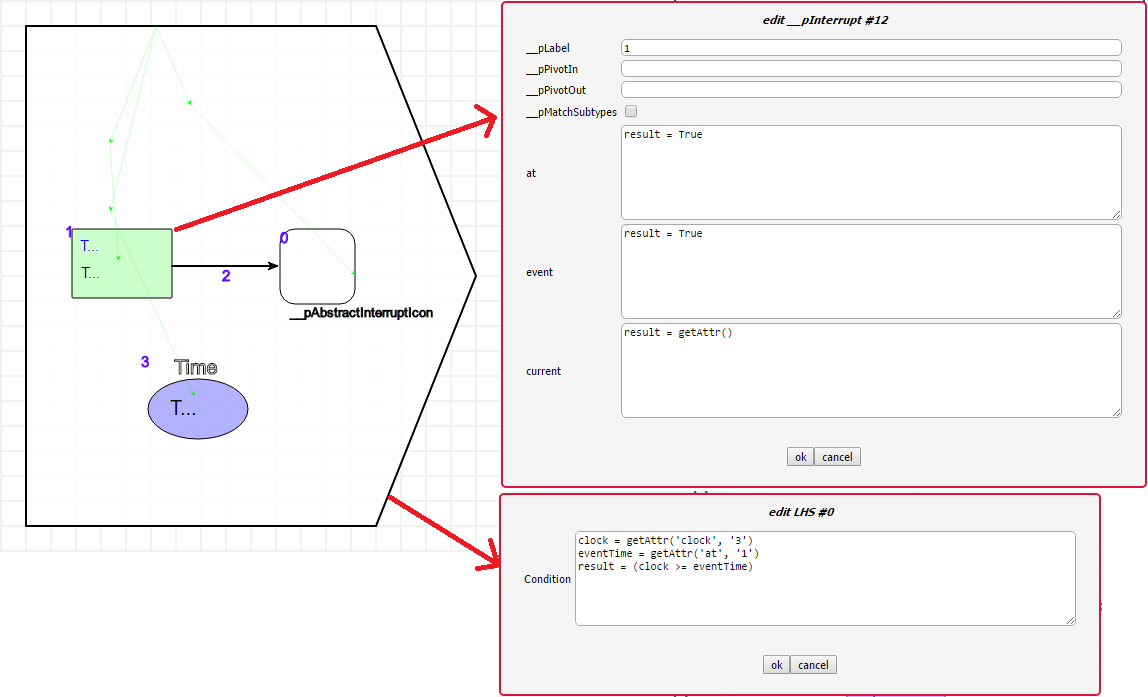 1
T...
T...
2
0
__pAbstractInterruptIcon
3
Time
T...
edit __pInterrupt #12
__pLabel
1
__pPivotIn
__pPivotOut
__pMatchSubtypes
at
result = True
event
result = True
current
result = getAttr()
ok
cancel
edit LHS #0
Condition
clock = getAttr('clock', '3')
eventTime = getAttr('at', '1')
result = (clock >= eventTime)
ok
cancel